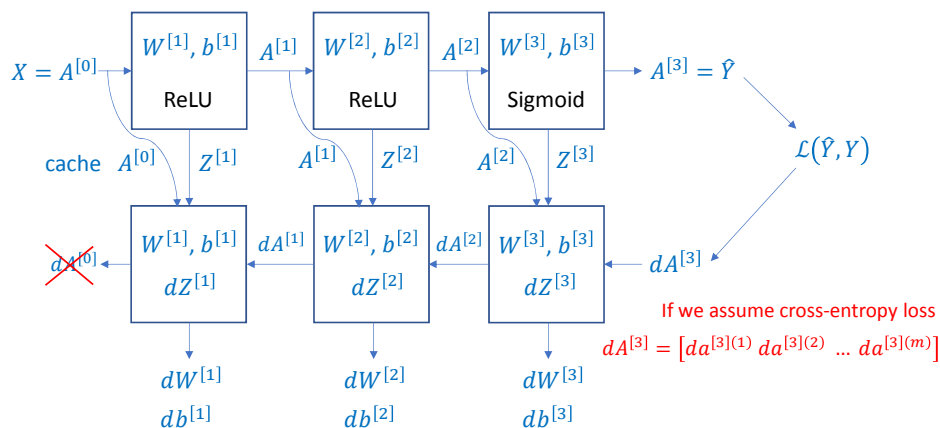 W^[1], b^[1] W^[2], b^[2] W^[3], b^[3]
X = A^[0] A^[1] A^[2] A^[3] = Ŷ
ReLU ReLU Sigmoid
cache A^[0] Z^[1] A^[1] Z^[2] A^[2] Z^[3] ℒ(Ŷ, Y)
W^[1], b^[1] W^[2], b^[2] W^[3], b^[3]
dA^[0] dA^[1] dA^[2] dA^[3]
dZ^[1] dZ^[2] dZ^[3]
If we assume cross-entropy loss
dA^[3] = [da^[3](1) da^[3](2) … da^[3](m)]
dW^[1] dW^[2] dW^[3]
db^[1] db^[2] db^[3]